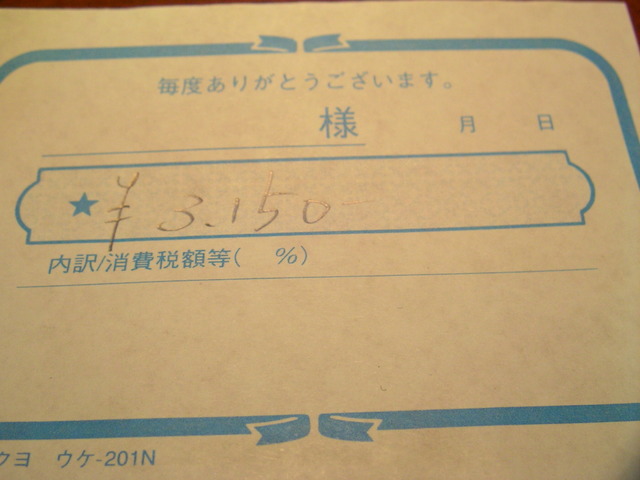 毎度ありがとうございます。
様 月 日
★¥3.150-
内訳/消費税額等( %)
クヨ ウケ-201N